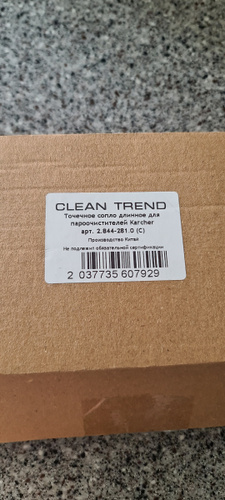 CLEAN TREND
Точечное сопло длинное для
пароочистителей Karcher
арт. 2.844-281.0 (С)
Производство Китай
Не подлежит обязательной сертификации
2 037735 607929